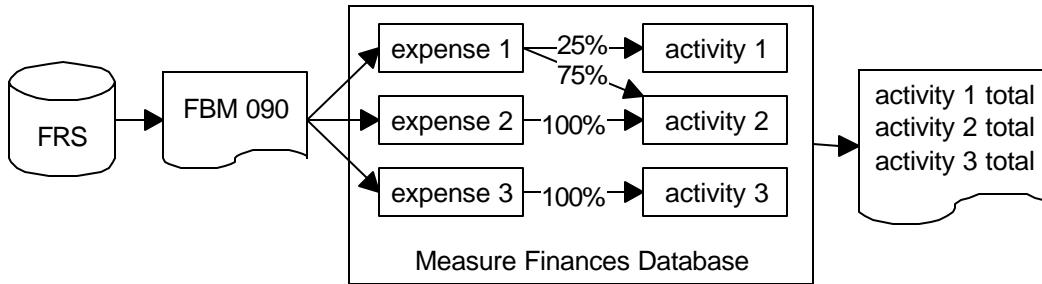 FRS
FBM 090
expense 1
25%
75%
activity 1
expense 2
100%
activity 2
expense 3
100%
activity 3
Measure Finances Database
activity 1 total
activity 2 total
activity 3 total